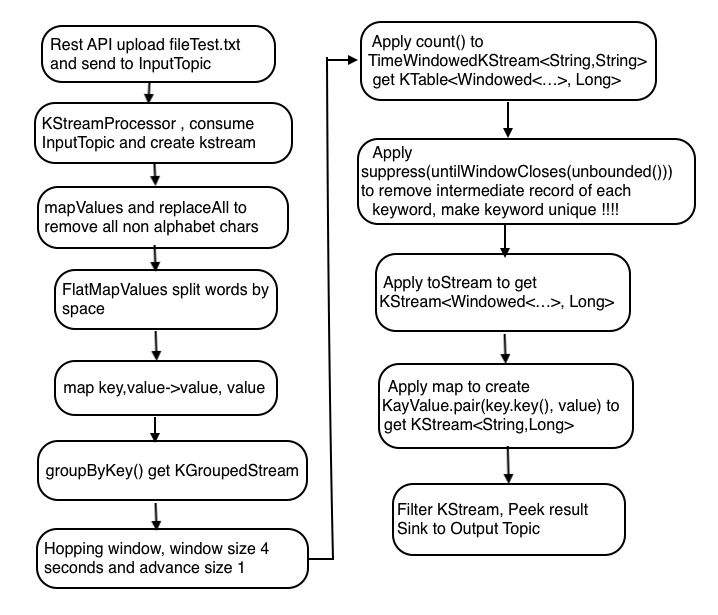 Rest API upload fileTest.txt
and send to InputTopic
KStreamProcessor , consume
InputTopic and create kstream
mapValues and replaceAll to
remove all non alphabet chars
FlatMapValues split words by
space
map key,value->value, value
groupByKey() get KGroupedStream
Hopping window, window size 4
seconds and advance size 1
Apply count() to
TimeWindowedKStream<String,String>
get KTable<Windowed<...>, Long>
Apply
suppress(untilWindowCloses(unbounded()))
to remove intermediate record of each
keyword, make keyword unique !!!!
Apply toStream to get
KStream<Windowed<...>, Long>
Apply map to create
KayValue.pair(key.key(), value) to
get KStream<String,Long>
Filter KStream, Peek result
Sink to Output Topic